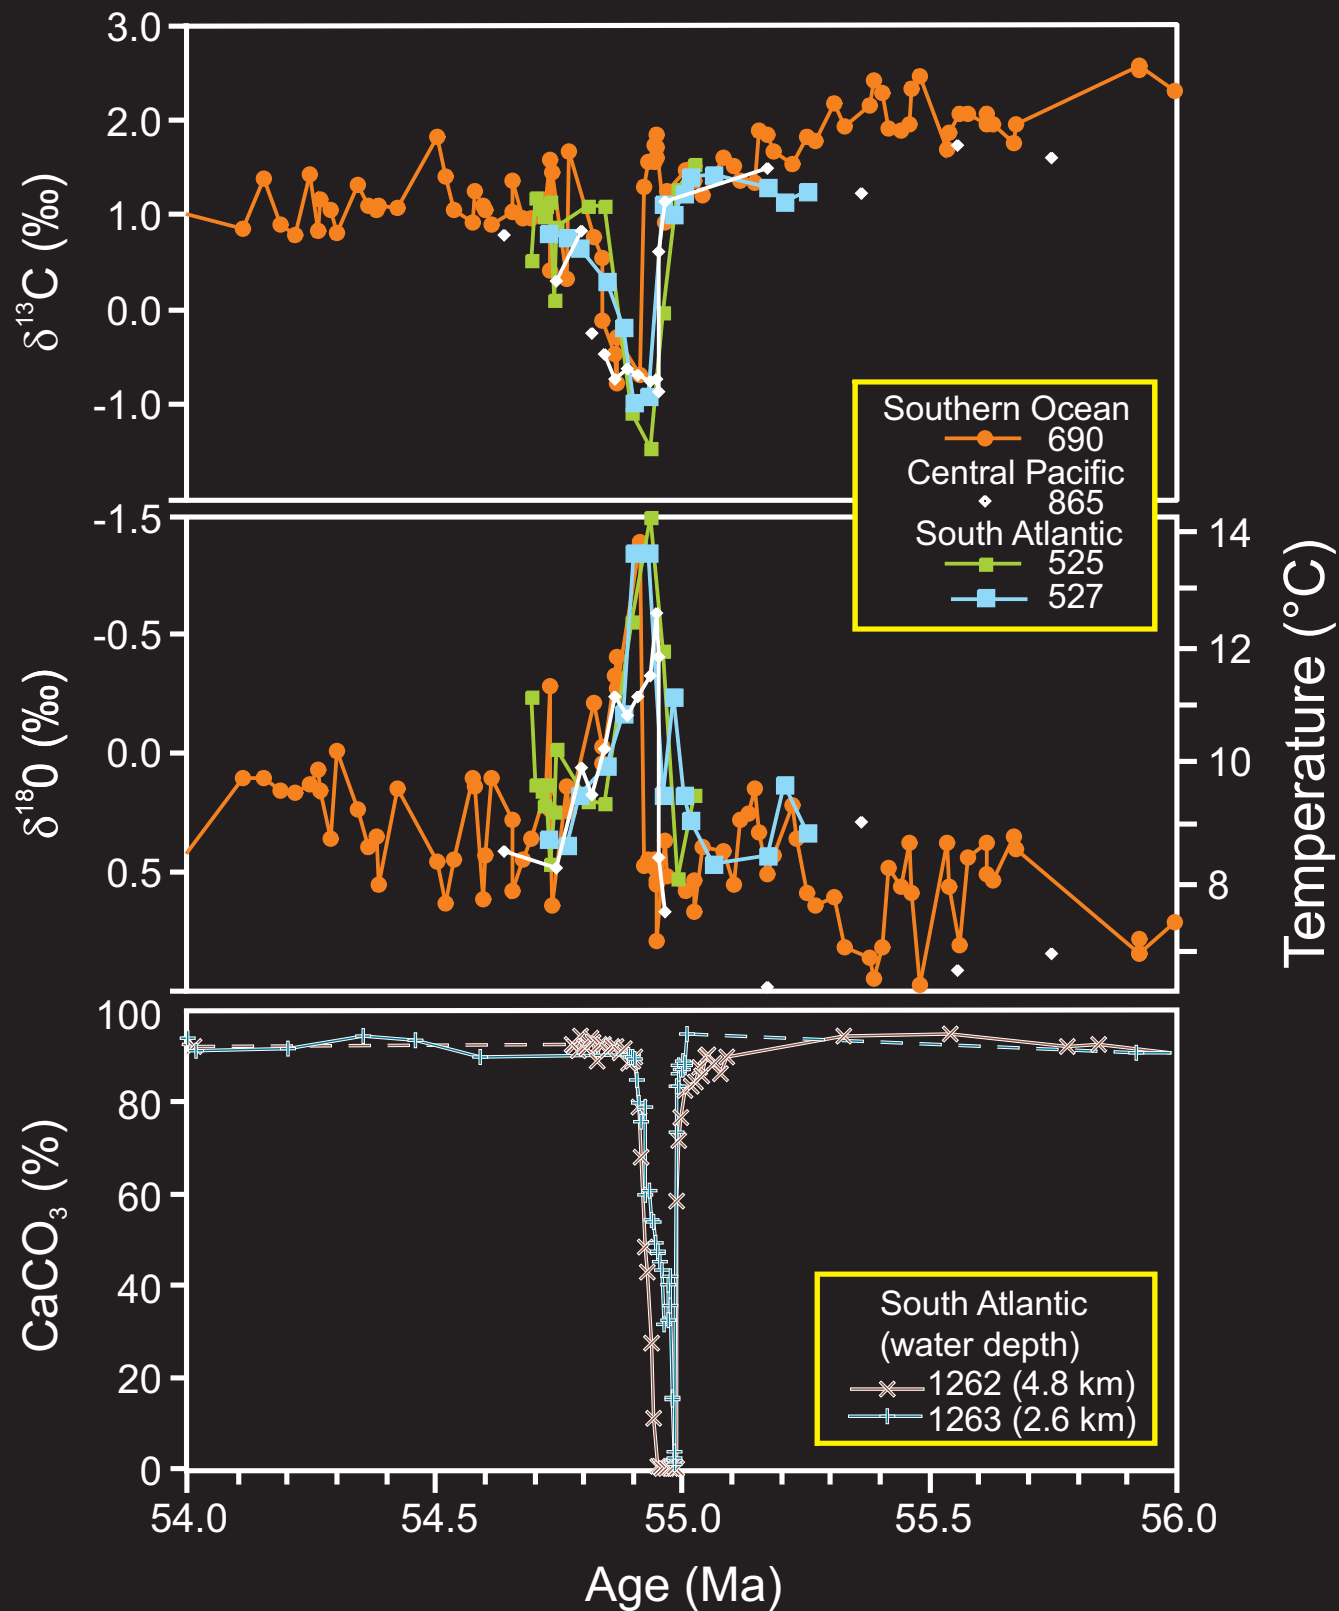 3.0
2.0
1.0
0.0
-1.0
δ¹³C (‰)
Southern Ocean
690
Central Pacific
865
South Atlantic
525
527
-1.5
-0.5
0.0
0.5
δ¹⁸0 (‰)
14
12
10
8
Temperature (°C)
100
80
60
40
20
0
CaCO₃ (%)
South Atlantic
(water depth)
1262 (4.8 km)
1263 (2.6 km)
54.0 54.5 55.0 55.5 56.0
Age (Ma)